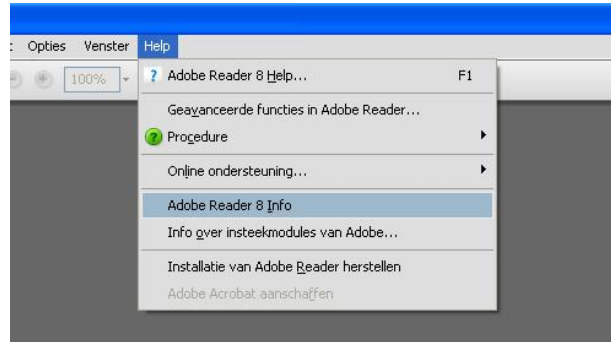 : Opties Venster Help
100%
? Adobe Reader 8 Help... F1
Geavanceerde functies in Adobe Reader...
? Procedure
Online ondersteuning...
Adobe Reader 8 Info
Info over insteekmodules van Adobe...
Installatie van Adobe Reader herstellen
Adobe Acrobat aanschaffen